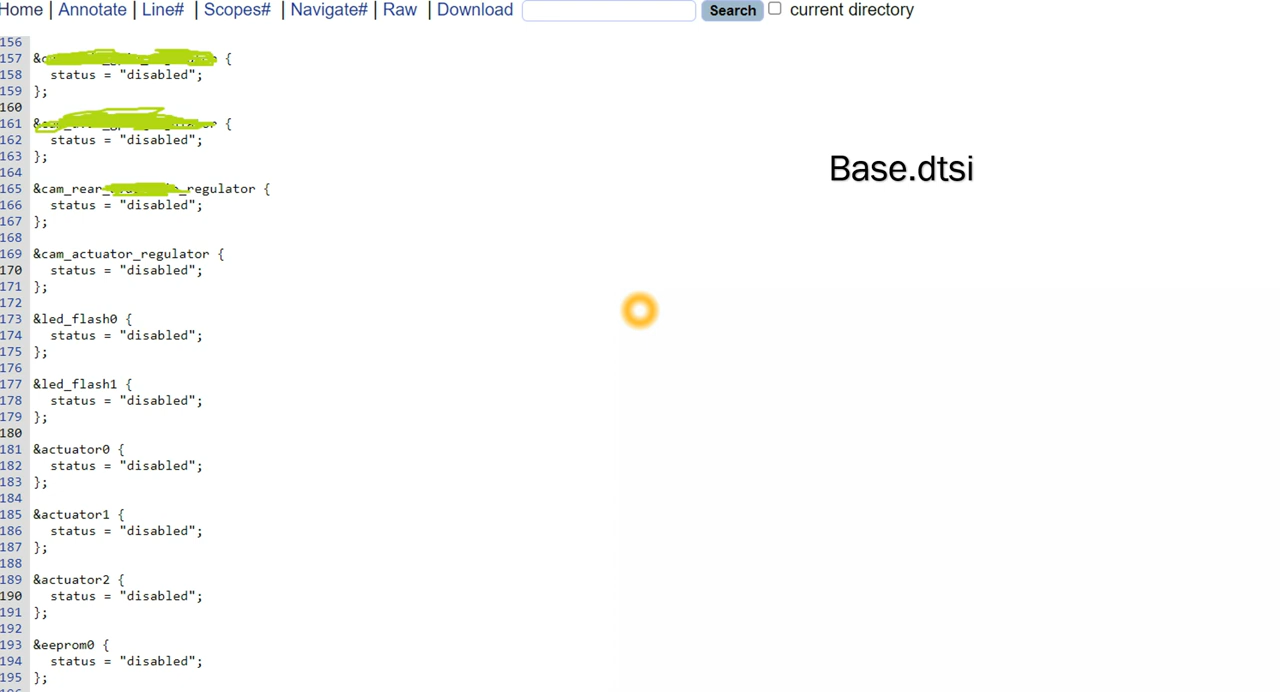 Home | Annotate | Line# | Scopes# | Navigate# | Raw | Download Search current directory
Base.dtsi
156
157 {
158 status = "disabled";
159 };
160
161 {
162 status = "disabled";
163 };
164
165 &cam_rear_ _regulator {
166 status = "disabled";
167 };
168
169 &cam_actuator_regulator {
170 status = "disabled";
171 };
172
173 &led_flash0 {
174 status = "disabled";
175 };
176
177 &led_flash1 {
178 status = "disabled";
179 };
180
181 &actuator0 {
182 status = "disabled";
183 };
184
185 &actuator1 {
186 status = "disabled";
187 };
188
189 &actuator2 {
190 status = "disabled";
191 };
192
193 &eeprom0 {
194 status = "disabled";
195 };